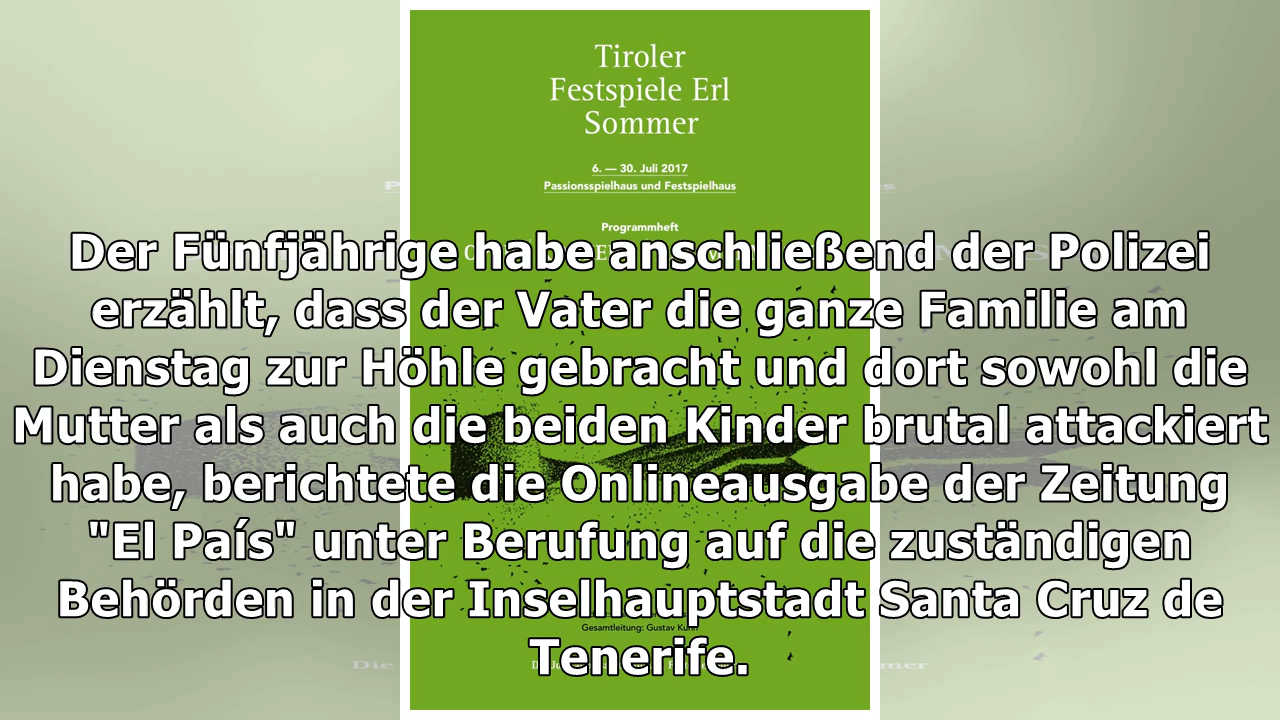 Tiroler
Festspiele Erl
Sommer
6. — 30. Juli 2017
Passionsspielhaus und Festspielhaus
Programmheft
Der Fünfjährige habe anschließend der Polizei
erzählt, dass der Vater die ganze Familie am
Dienstag zur Höhle gebracht und dort sowohl die
Mutter als auch die beiden Kinder brutal attackiert
habe, berichtete die Onlineausgabe der Zeitung
"El País" unter Berufung auf die zuständigen
Behörden in der Inselhauptstadt Santa Cruz de
Gesamtleitung: Gustav Kuhn
Tenerife.